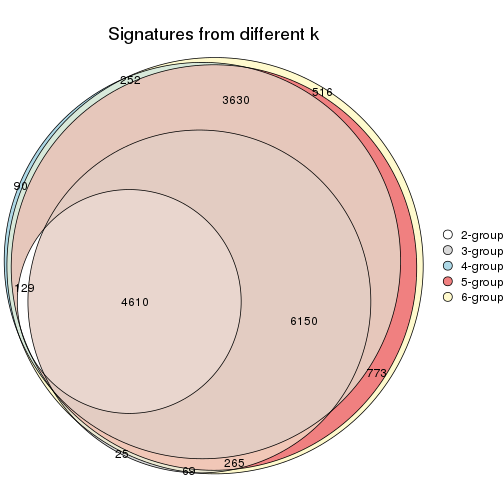 Signatures from different k
252
3630
516
90
2-group
3-group
4-group
5-group
6-group
129
4610
6150
773
25
265
69